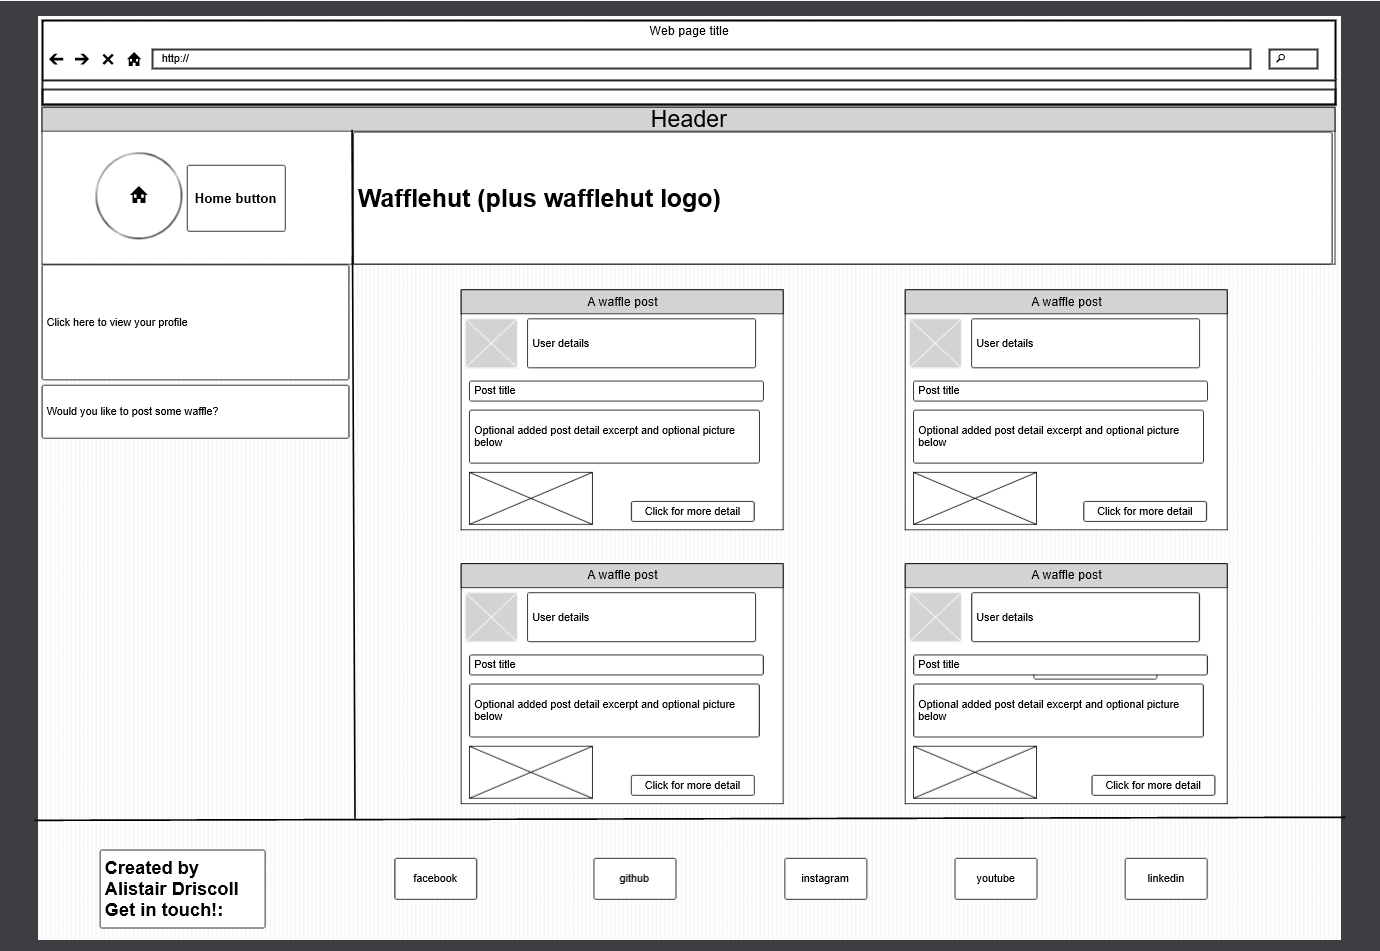 Web page title
http://
Header
Home button
Wafflehut (plus wafflehut logo)
Click here to view your profile
Would you like to post some waffle?
A waffle post
User details
Post title
Optional added post detail excerpt and optional picture
below
Click for more detail
A waffle post
User details
Post title
Optional added post detail excerpt and optional picture
below
Click for more detail
A waffle post
User details
Post title
Optional added post detail excerpt and optional picture
below
Click for more detail
A waffle post
User details
Post title
Optional added post detail excerpt and optional picture
below
Click for more detail
Created by
Alistair Driscoll
Get in touch!:
facebook
github
instagram
youtube
linkedin